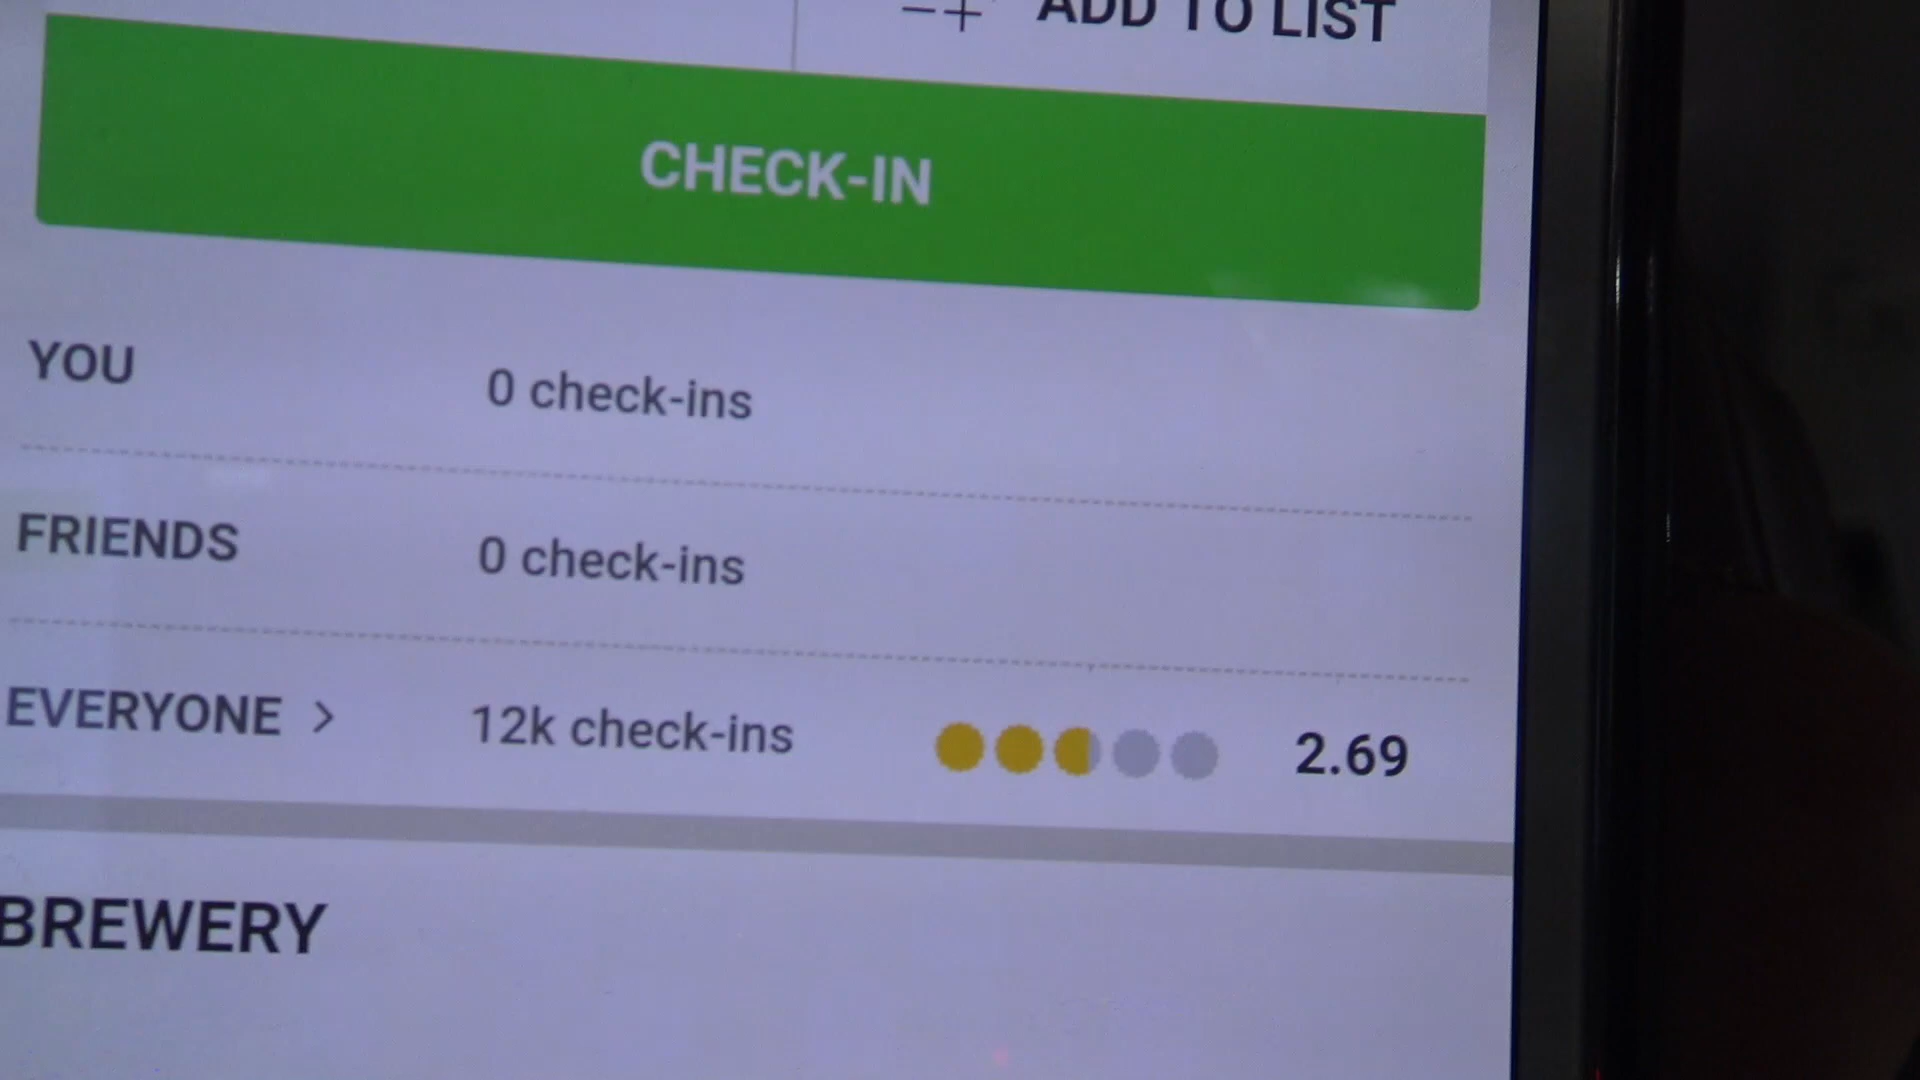 ADD TO LIST
CHECK-IN
YOU 0 check-ins
FRIENDS 0 check-ins
EVERYONE > 12k check-ins 2.69
BREWERY